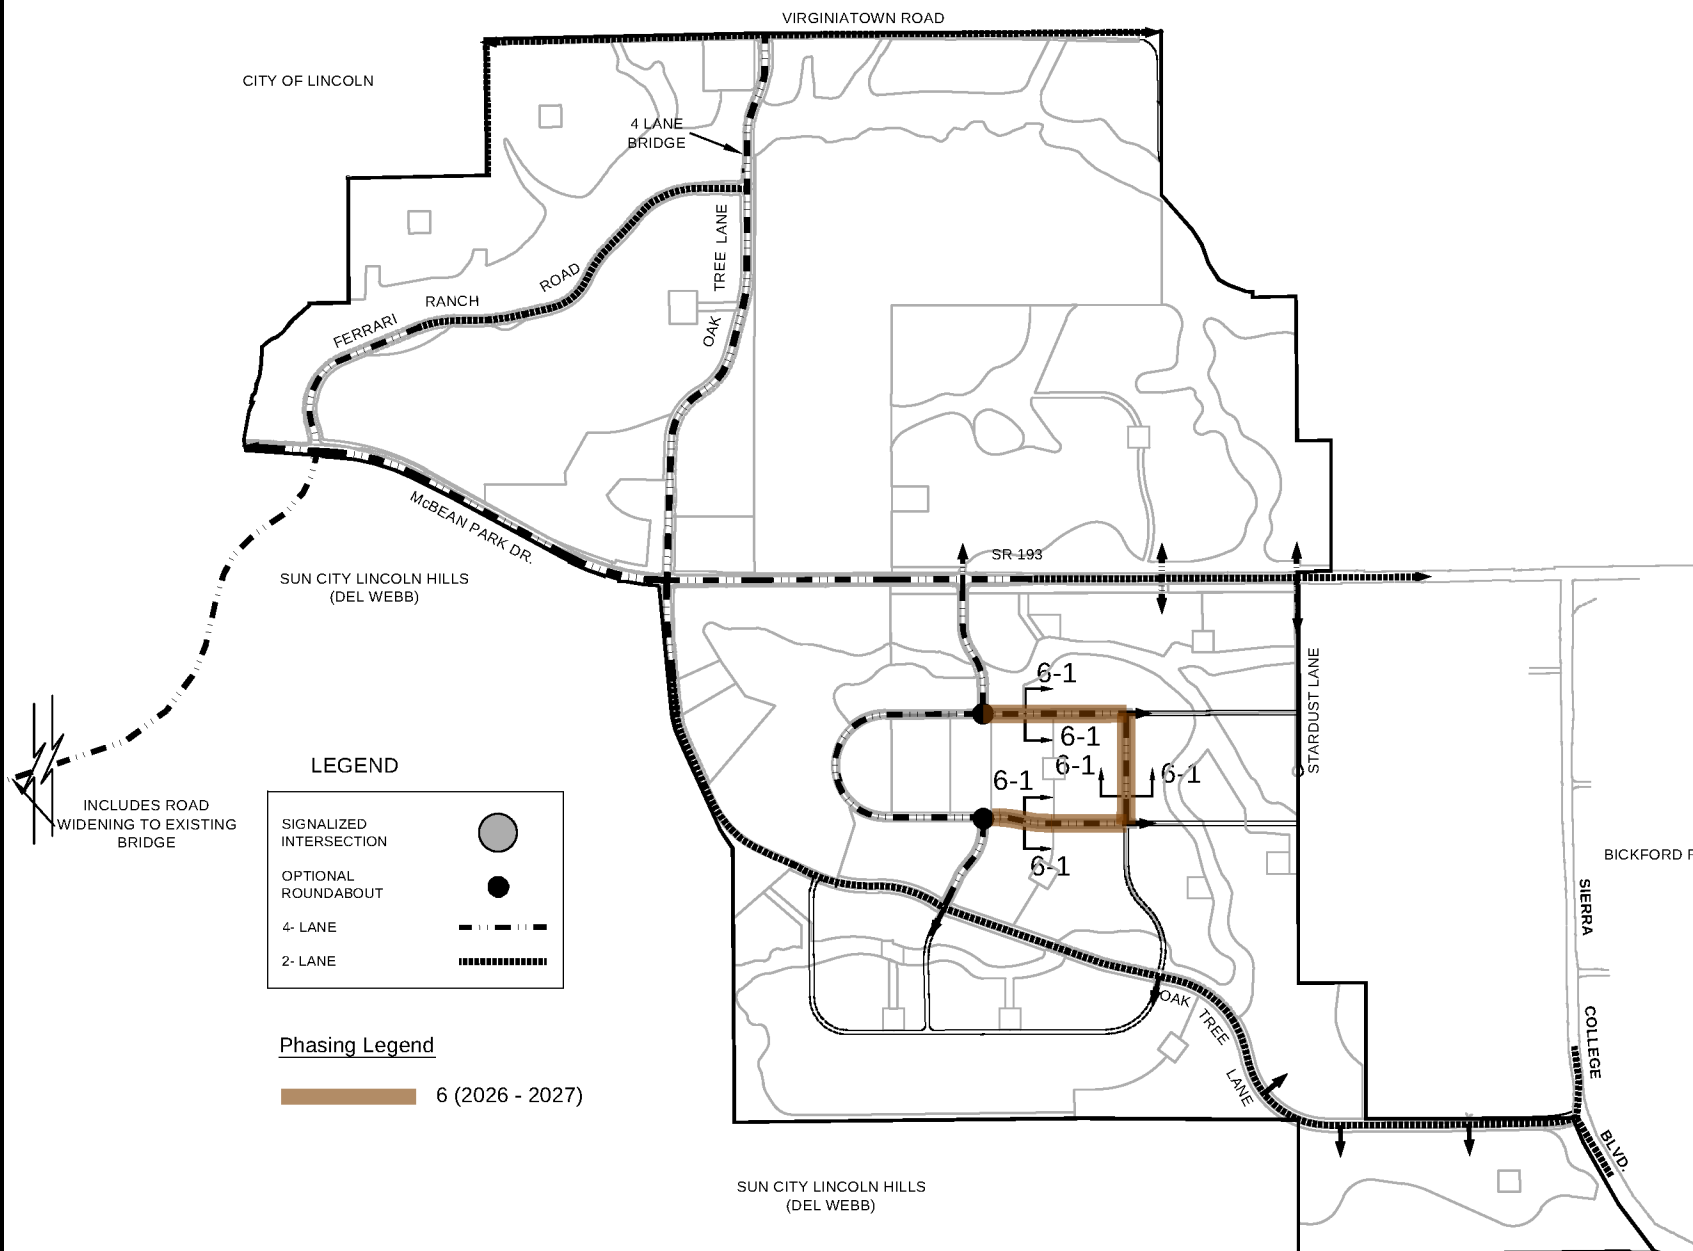 VIRGINIATOWN ROAD
CITY OF LINCOLN
4 LANE
BRIDGE
OAK TREE LANE
FERRARI RANCH ROAD
McBEAN PARK DR.
SR 193
SUN CITY LINCOLN HILLS
(DEL WEBB)
6-1
6-1
6-1
6-1
6-1
6-1
STARDUST LANE
LEGEND
SIGNALIZED
INTERSECTION
OPTIONAL
ROUNDABOUT
4- LANE
2- LANE
INCLUDES ROAD
WIDENING TO EXISTING
BRIDGE
BICKFORD
SIERRA COLLEGE BLVD.
OAK TREE LANE
Phasing Legend
6 (2026 - 2027)
SUN CITY LINCOLN HILLS
(DEL WEBB)